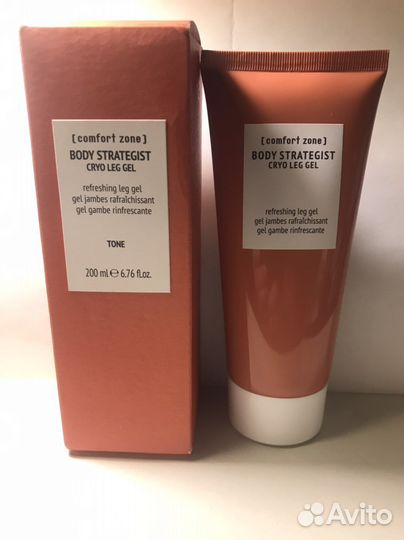 [ comfort zone ]
BODY STRATEGIST
CRYO LEG GEL
refreshing leg gel
gel jambes rafraîchissant
gel gambe rinfrescante
TONE
200 ml ℮ 6.76 fl.oz.
[ comfort zone ]
BODY STRATEGIST
CRYO LEG GEL
refreshing leg gel
gel jambes rafraîchissant
gel gambe rinfrescante
Avito